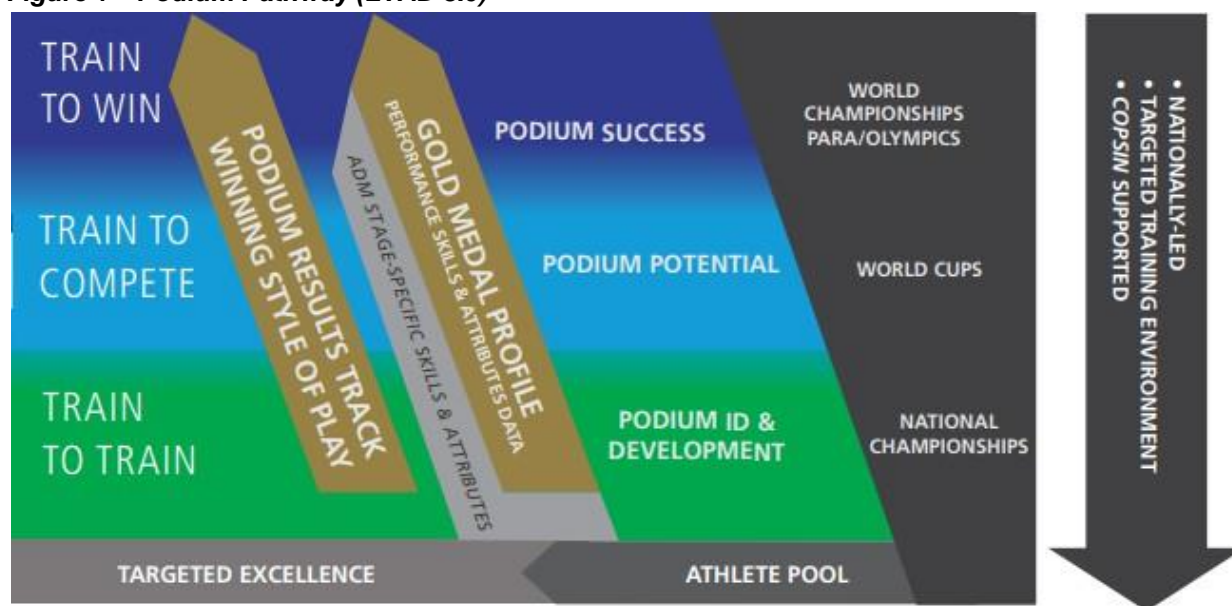 Podium Pathway
TRAIN
TO WIN
PODIUM RESULTS TRACK
WINNING STYLE OF PLAY
GOLD MEDAL PROFILE
PERFORMANCE SKILLS & ATTRIBUTES DATA
ADM STAGE-SPECIFIC SKILLS & ATTRIBUTES
PODIUM SUCCESS
WORLD
CHAMPIONSHIPS
PARA/OLYMPICS
TRAIN TO
COMPETE
PODIUM POTENTIAL
WORLD CUPS
TRAIN
TO TRAIN
PODIUM ID &
DEVELOPMENT
NATIONAL
CHAMPIONSHIPS
TARGETED EXCELLENCE
ATHLETE POOL
• NATIONALLY-LED
• TARGETED TRAINING ENVIRONMENT
• COPSIN SUPPORTED